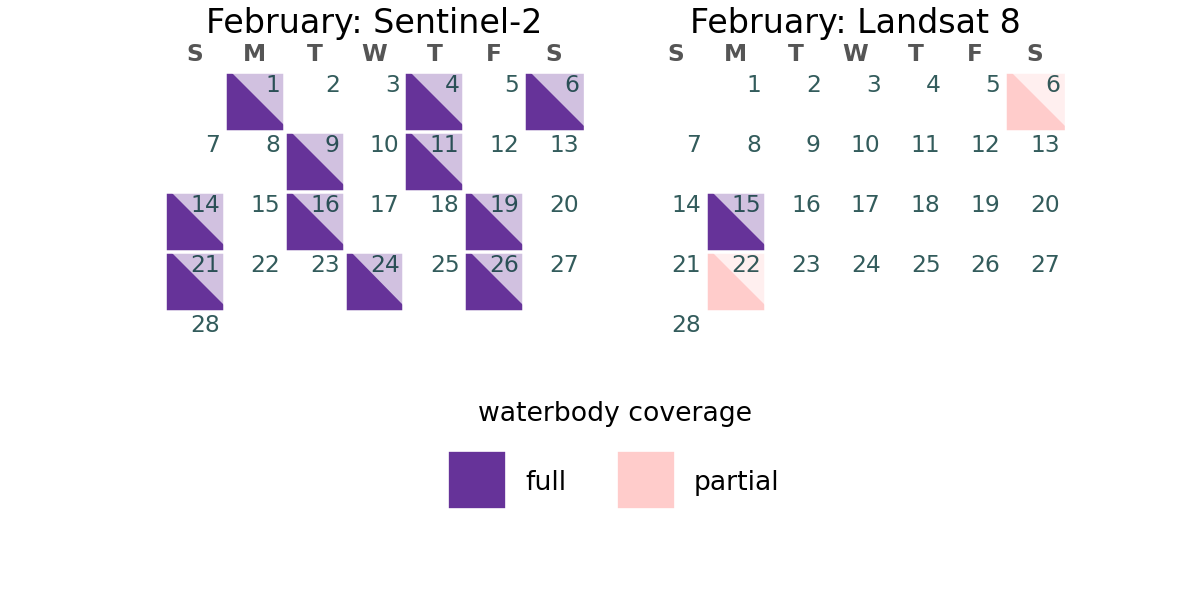 February: Sentinel-2
S M T W T F S
1 2 3 4 5 6
7 8 9 10 11 12 13
14 15 16 17 18 19 20
21 22 23 24 25 26 27
28
February: Landsat 8
S M T W T F S
1 2 3 4 5 6
7 8 9 10 11 12 13
14 15 16 17 18 19 20
21 22 23 24 25 26 27
28
waterbody coverage
full partial